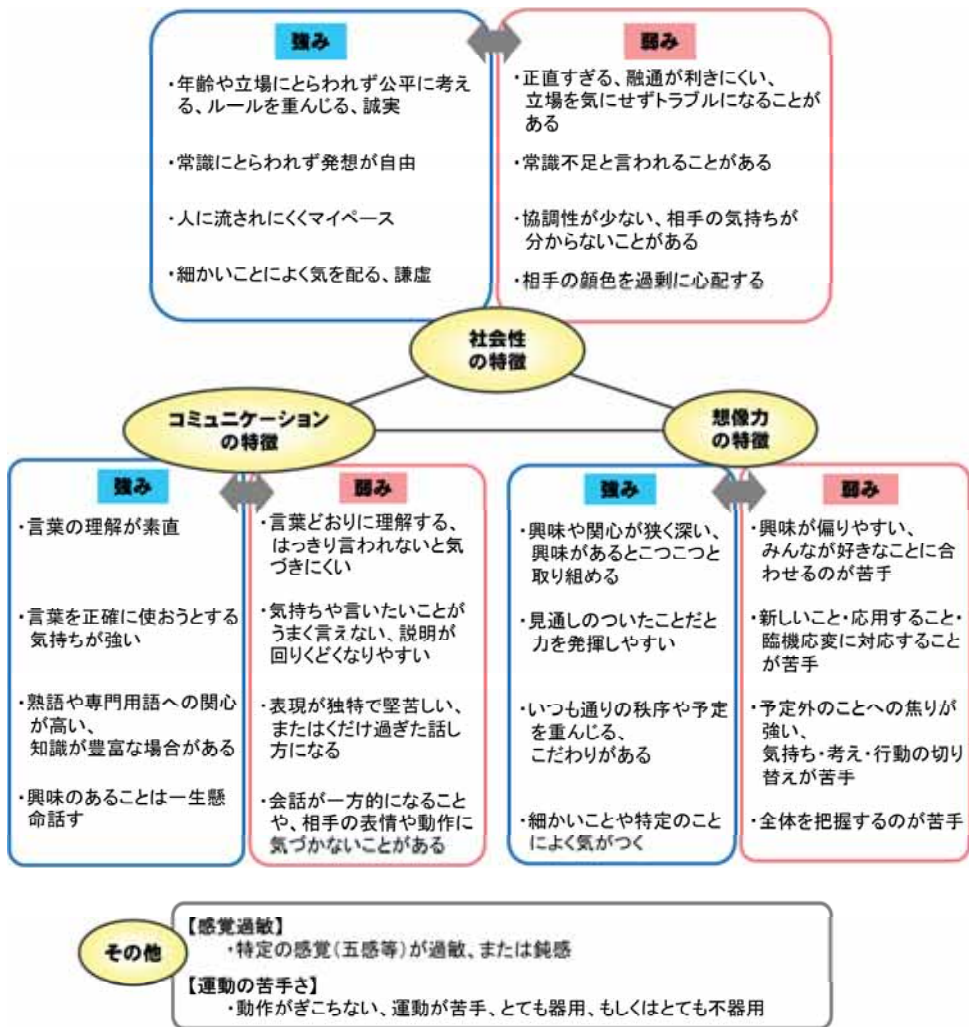 強み
・年齢や立場にとらわれず公平に考え
る、ルールを重んじる、誠実
・常識にとらわれず発想が自由
・人に流されにくくマイペース
・細かいことによく気を配る、謙虚
弱み
・正直すぎる、融通が利きにくい、
立場を気にせずトラブルになることが
ある
・常識不足と言われることがある
・協調性が少ない、相手の気持ちが
分からないことがある
・相手の顔色を過剰に心配する
社会性
の特徴
コミュニケーション
の特徴
強み
・言葉の理解が素直
・言葉を正確に使おうとする
気持ちが強い
・熟語や専門用語への関心
が高い、
知識が豊富な場合がある
・興味のあることは一生懸
命話す
弱み
・言葉どおりに理解する、
はっきり言われないと気
づきにくい
・気持ちや言いたいことが
うまく言えない、説明が
回りくどくなりやすい
・表現が独特で堅苦しい、
またはくだけ過ぎた話し
方になる
・会話が一方的になること
や、相手の表情や動作に
気づかないことがある
想像力
の特徴
強み
・興味や関心が狭く深い、
興味があるとこつこつと
取り組める
・見通しのついたことだと
力を発揮しやすい
・いつも通りの秩序や予定
を重んじる、
こだわりがある
・細かいことや特定のこと
によく気がつく
弱み
・興味が偏りやすい、
みんなが好きなことに合
わせるのが苦手
・新しいこと・応用すること・
臨機応変に対応すること
が苦手
・予定外のことへの焦りが
強い、
気持ち・考え・行動の切り
替えが苦手
・全体を把握するのが苦手
その他
【感覚過敏】
・特定の感覚(五感等)が過敏、または鈍感
【運動の苦手さ】
・動作がぎこちない、運動が苦手、とても器用、もしくはとても不器用